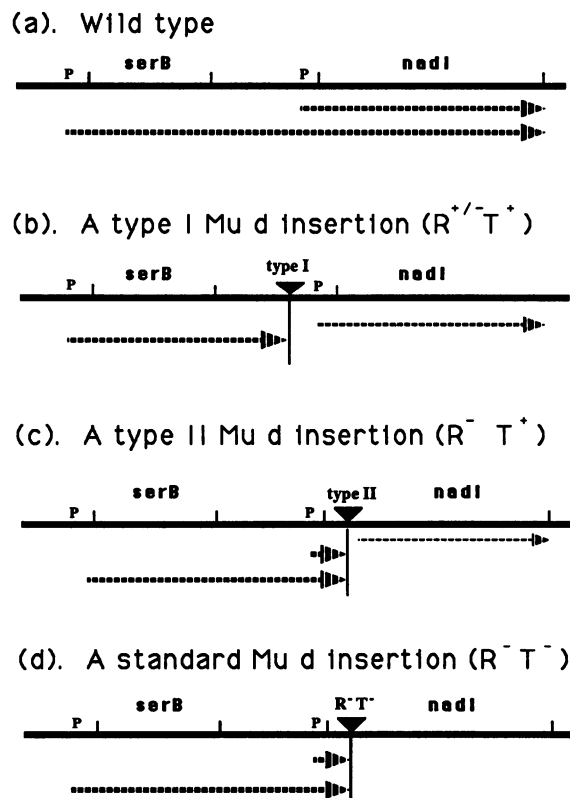 (a). Wild type
P serB P nadI
(b). A type I Mu d insertion (R+/-T+)
type I
P serB P nadI
(c). A type II Mu d insertion (R- T+)
type II
P serB P nadI
(d). A standard Mu d insertion (R-T-)
R-T-
P serB P nadI